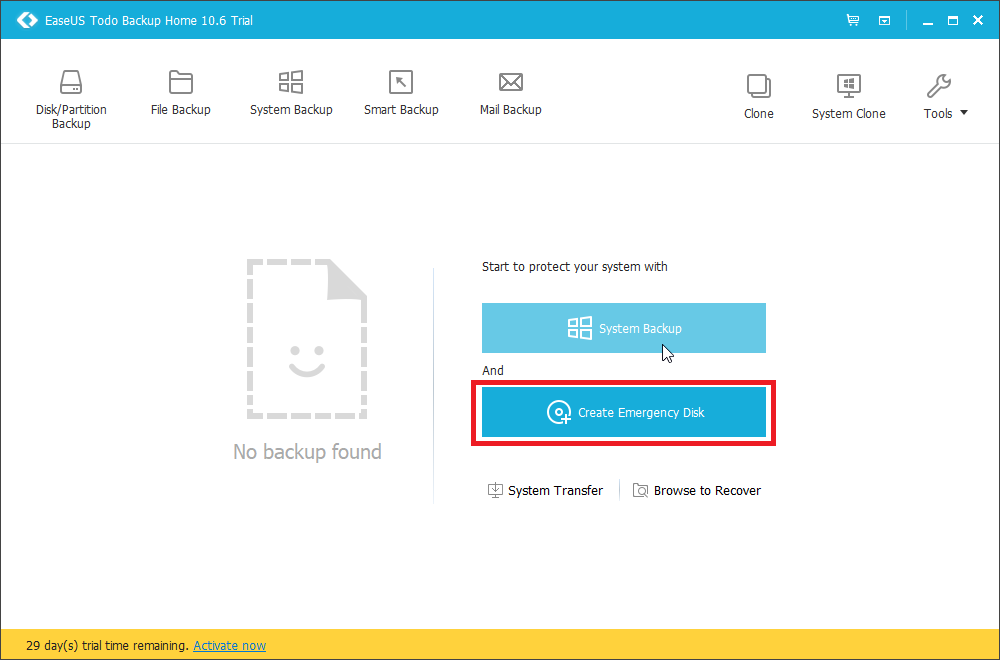 EaseUS Todo Backup Home 10.6 Trial
Disk/Partition
Backup
File Backup
System Backup
Smart Backup
Mail Backup
Clone
System Clone
Tools
Start to protect your system with
System Backup
And
Create Emergency Disk
No backup found
System Transfer
Browse to Recover
29 day(s) trial time remaining. Activate now